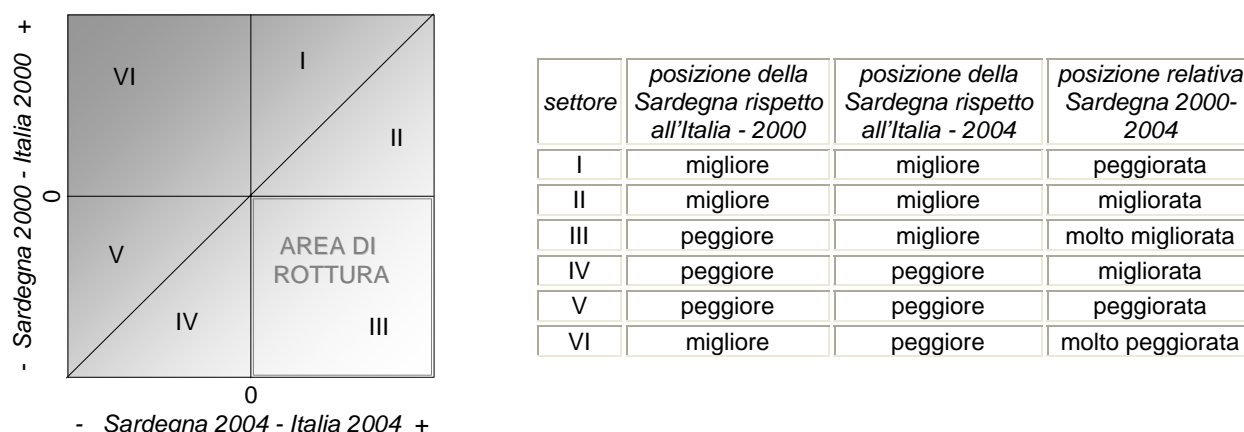 - Sardegna 2000 - Italia 2000 +
0
VI
I
II
V
IV
AREA DI
ROTTURA
III
0
- Sardegna 2004 - Italia 2004 +
settore posizione della Sardegna rispetto all'Italia - 2000 posizione della Sardegna rispetto all'Italia - 2004 posizione relativa Sardegna 2000-2004
I migliore migliore peggiorata
II migliore migliore migliorata
III peggiore migliore molto migliorata
IV peggiore peggiore migliorata
V peggiore peggiore peggiorata
VI migliore peggiore molto peggiorata